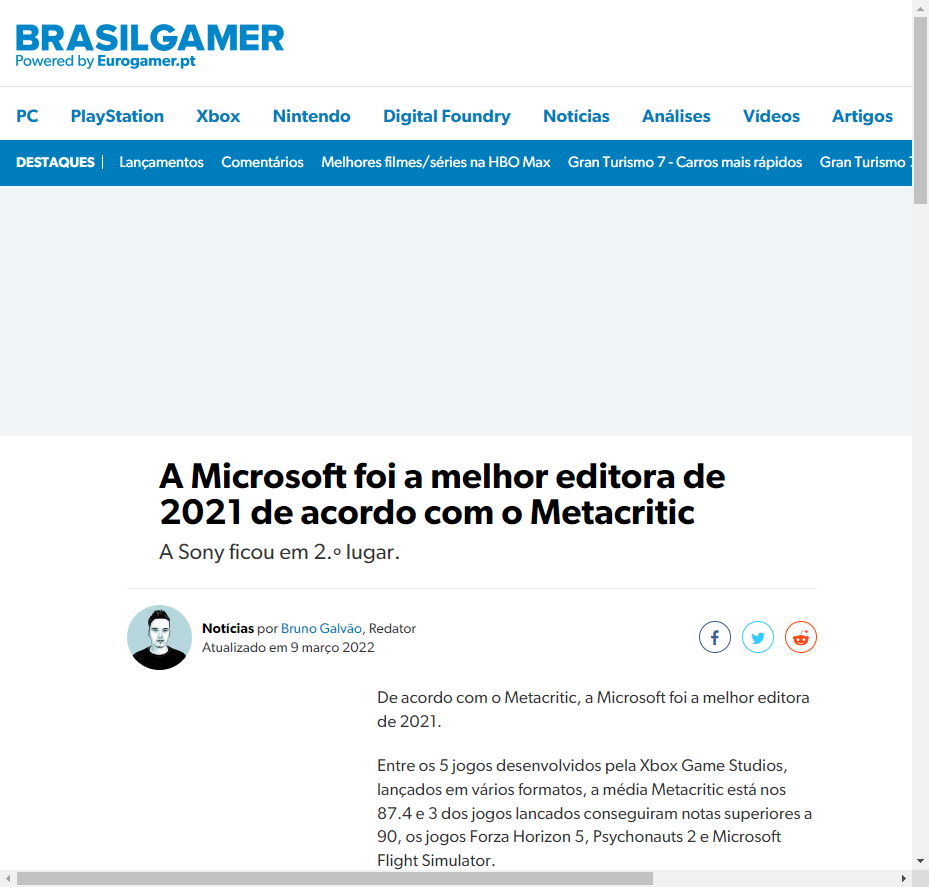 BRASILGAMER
Powered by Eurogamer.pt
PC PlayStation Xbox Nintendo Digital Foundry Notícias Análises Vídeos Artigos
DESTAQUES Lançamentos Comentários Melhores filmes/séries na HBO Max Gran Turismo 7 - Carros mais rápidos Gran Turismo 7
A Microsoft foi a melhor editora de
2021 de acordo com o Metacritic
A Sony ficou em 2.º lugar.
Notícias por Bruno Galvão, Redator
Atualizado em 9 março 2022
De acordo com o Metacritic, a Microsoft foi a melhor editora
de 2021.
Entre os 5 jogos desenvolvidos pela Xbox Game Studios,
lançados em vários formatos, a média Metacritic está nos
87.4 e 3 dos jogos lancados conseguiram notas superiores a
90, os jogos Forza Horizon 5, Psychonauts 2 e Microsoft
Flight Simulator.